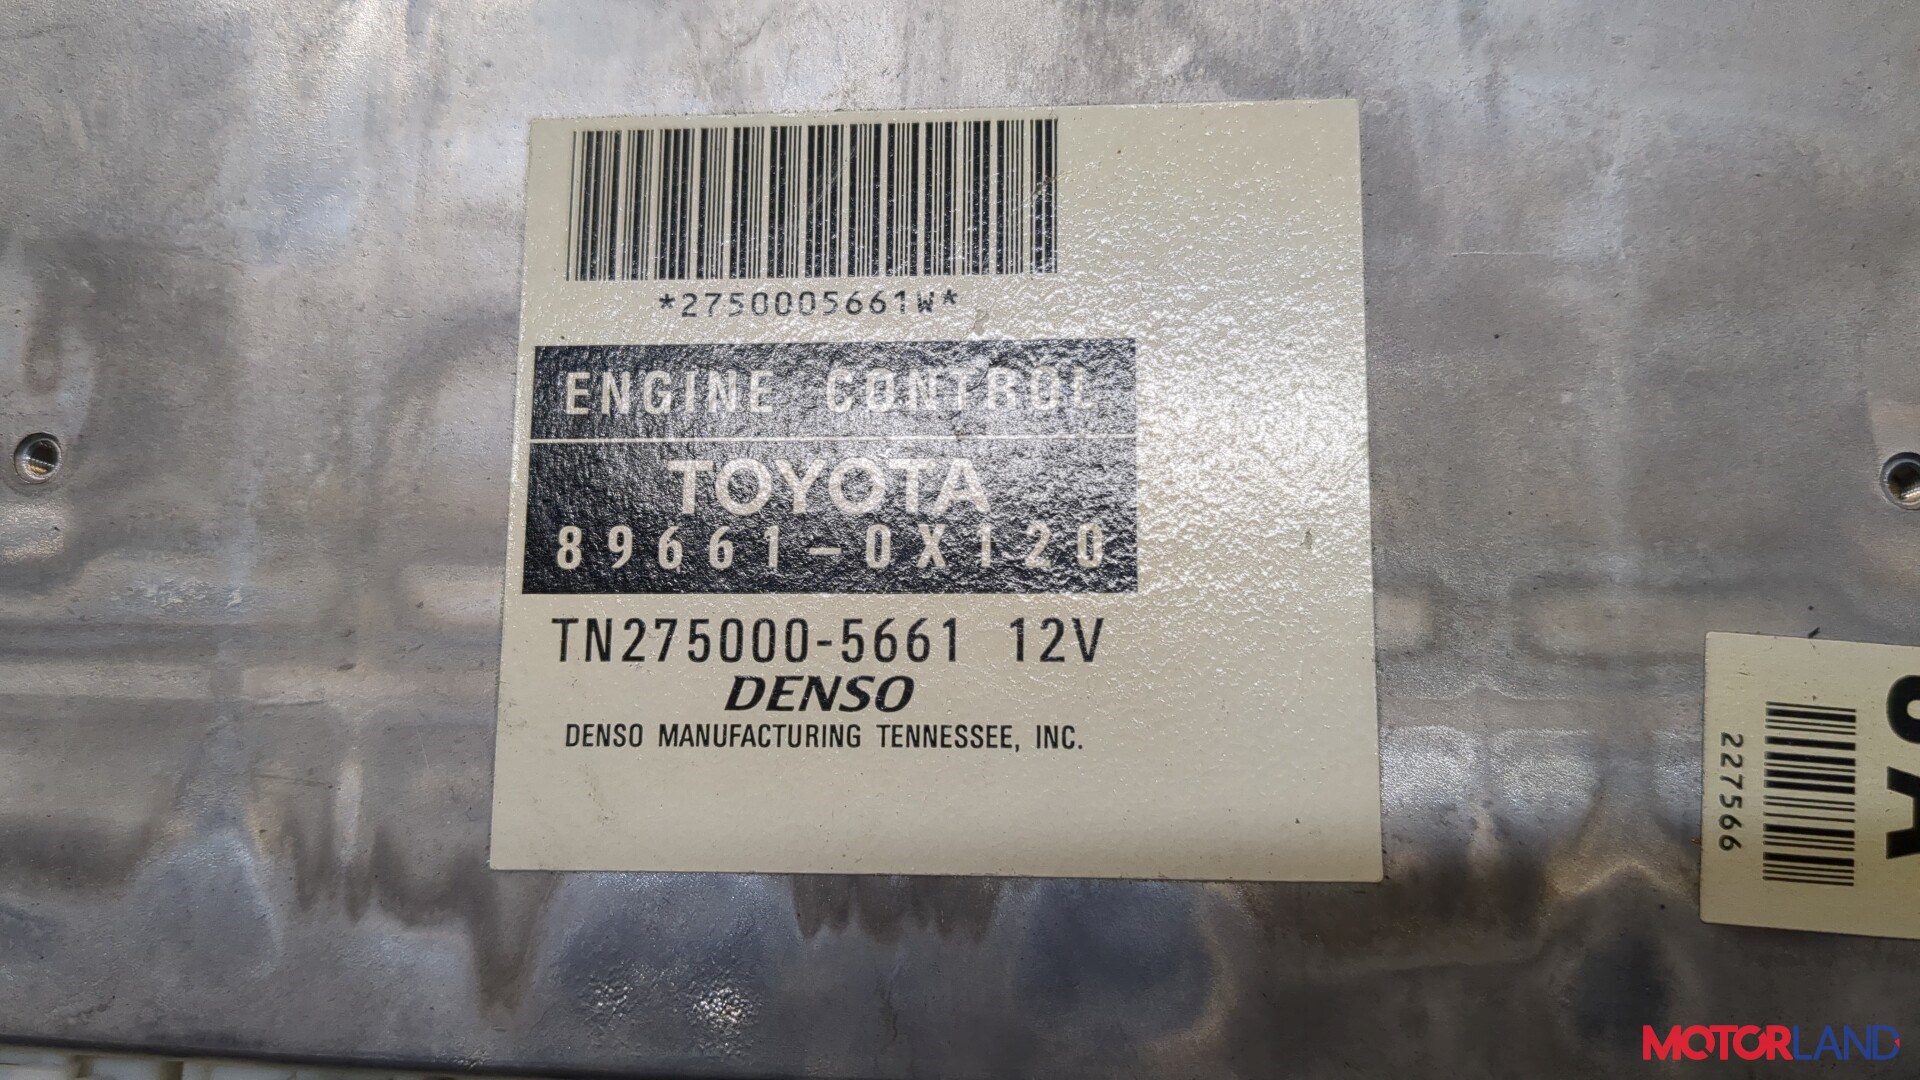 *2750005661W*
ENGINE CONTROL
TOYOTA
89661-0X120
TN275000-5661 12V
DENSO
DENSO MANUFACTURING TENNESSEE, INC.
227566
MOTORLAND